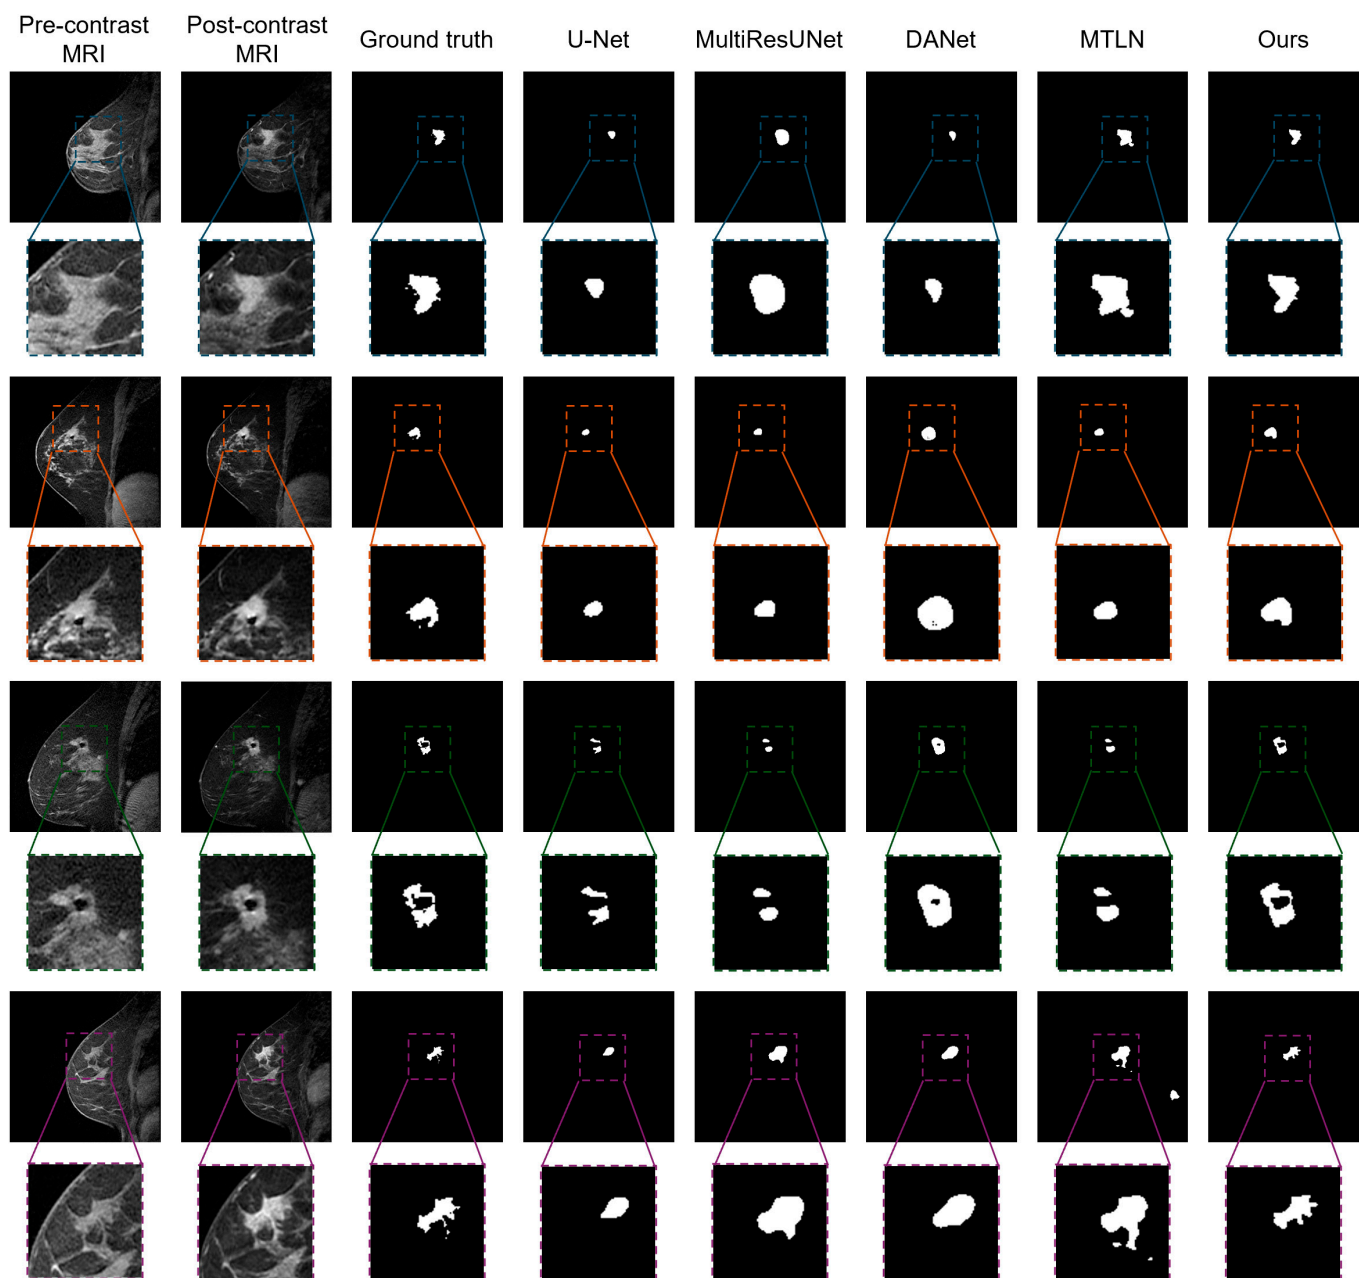 Pre-contrast
MRI
Post-contrast
MRI
Ground truth
U-Net
MultiResUNet
DANet
MTLN
Ours